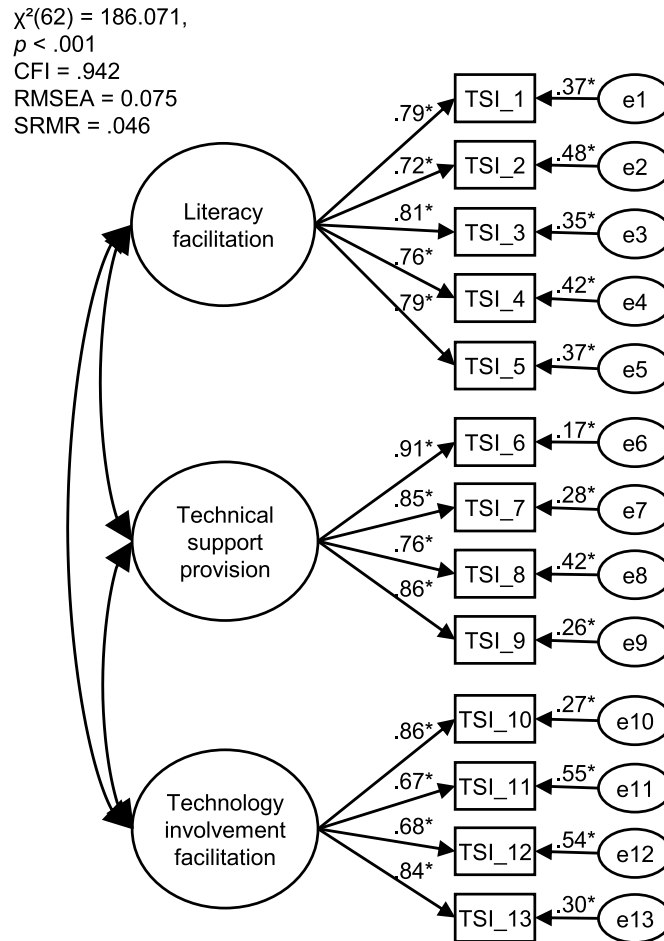 χ²(62) = 186.071,
p < .001
CFI = .942
RMSEA = 0.075
SRMR = .046
Literacy
facilitation
.79*
TSI_1
.37*
e1
.72*
TSI_2
.48*
e2
.81*
TSI_3
.35*
e3
.76*
TSI_4
.42*
e4
.79*
TSI_5
.37*
e5
Technical
support
provision
.91*
TSI_6
.17*
e6
.85*
TSI_7
.28*
e7
.76*
TSI_8
.42*
e8
.86*
TSI_9
.26*
e9
Technology
involvement
facilitation
.86*
TSI_10
.27*
e10
.67*
TSI_11
.55*
e11
.68*
TSI_12
.54*
e12
.84*
TSI_13
.30*
e13